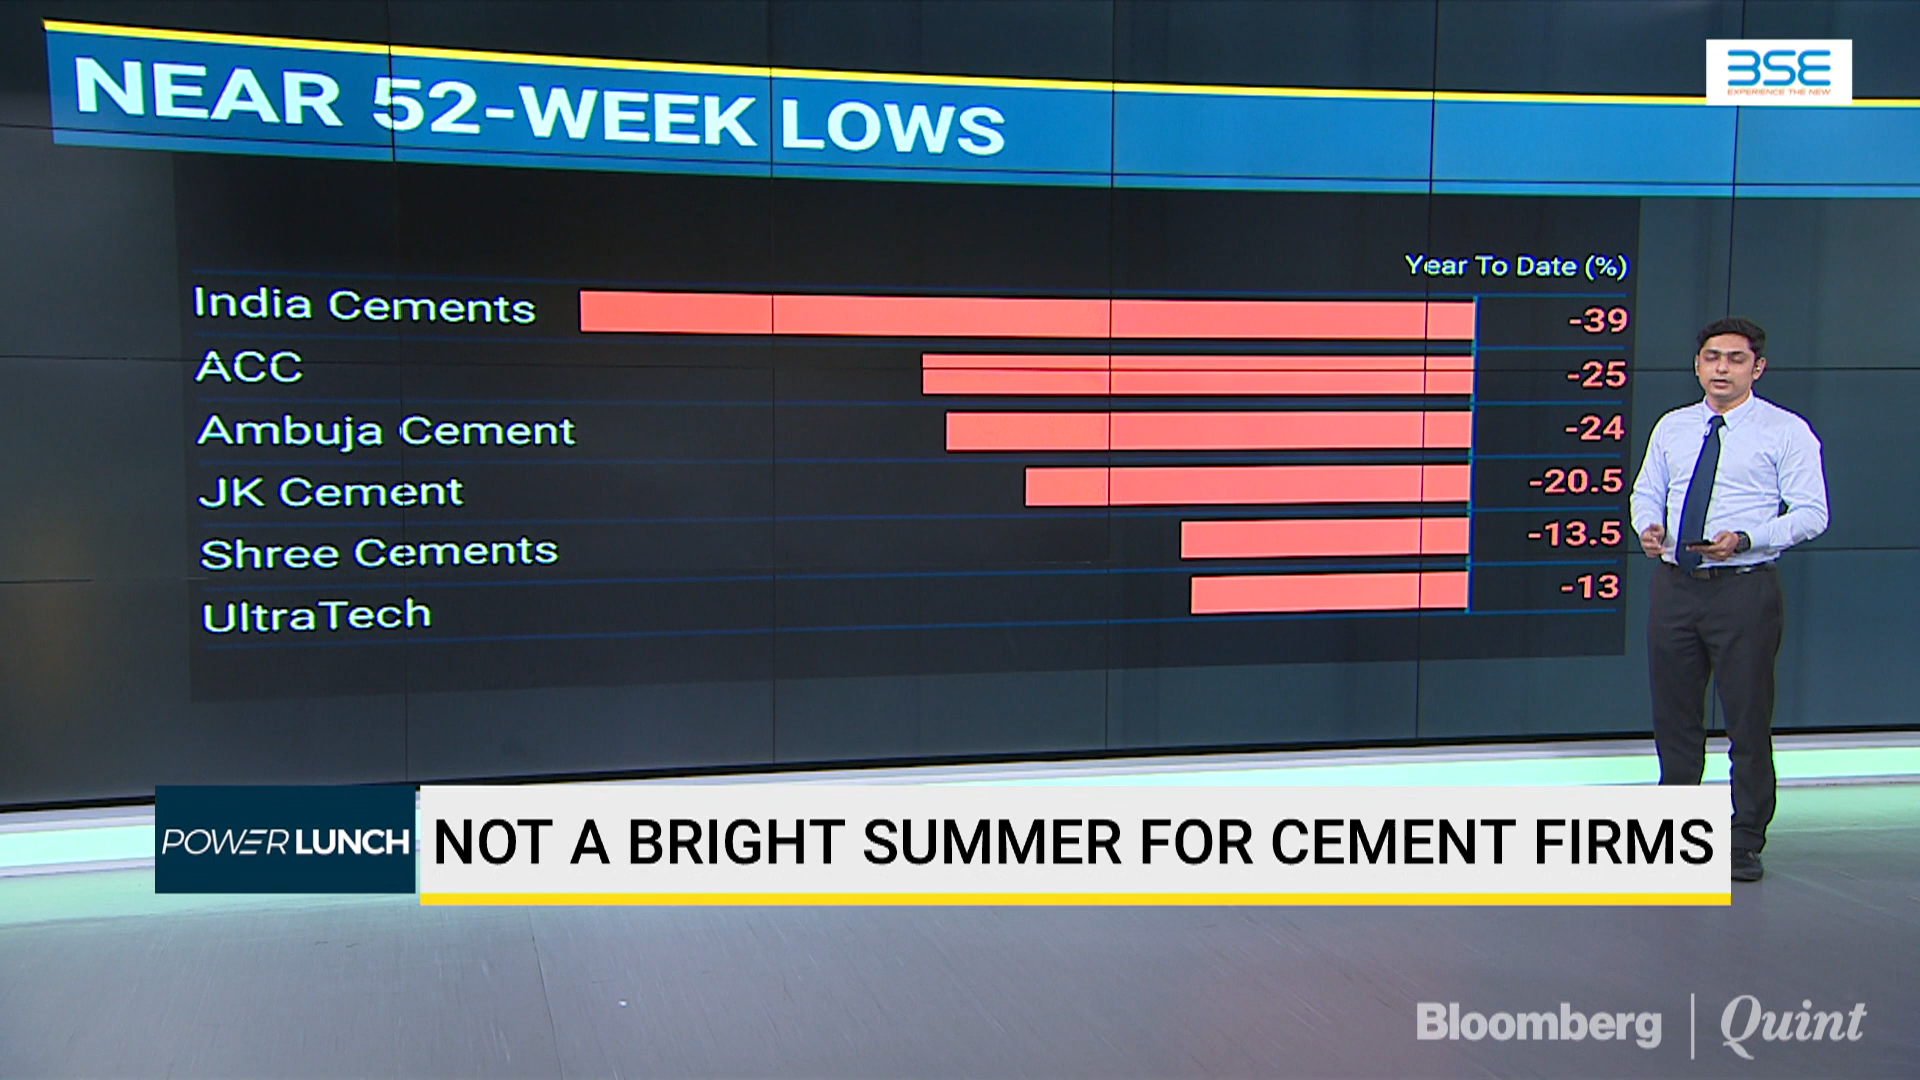 NEAR 52-WEEK LOWS
BSE
EXPERIENCE THE NEW
Year To Date (%)
India Cements -39
ACC -25
Ambuja Cement -24
JK Cement -20.5
Shree Cements -13.5
UltraTech -13
POWER LUNCH NOT A BRIGHT SUMMER FOR CEMENT FIRMS
Bloomberg | Quint